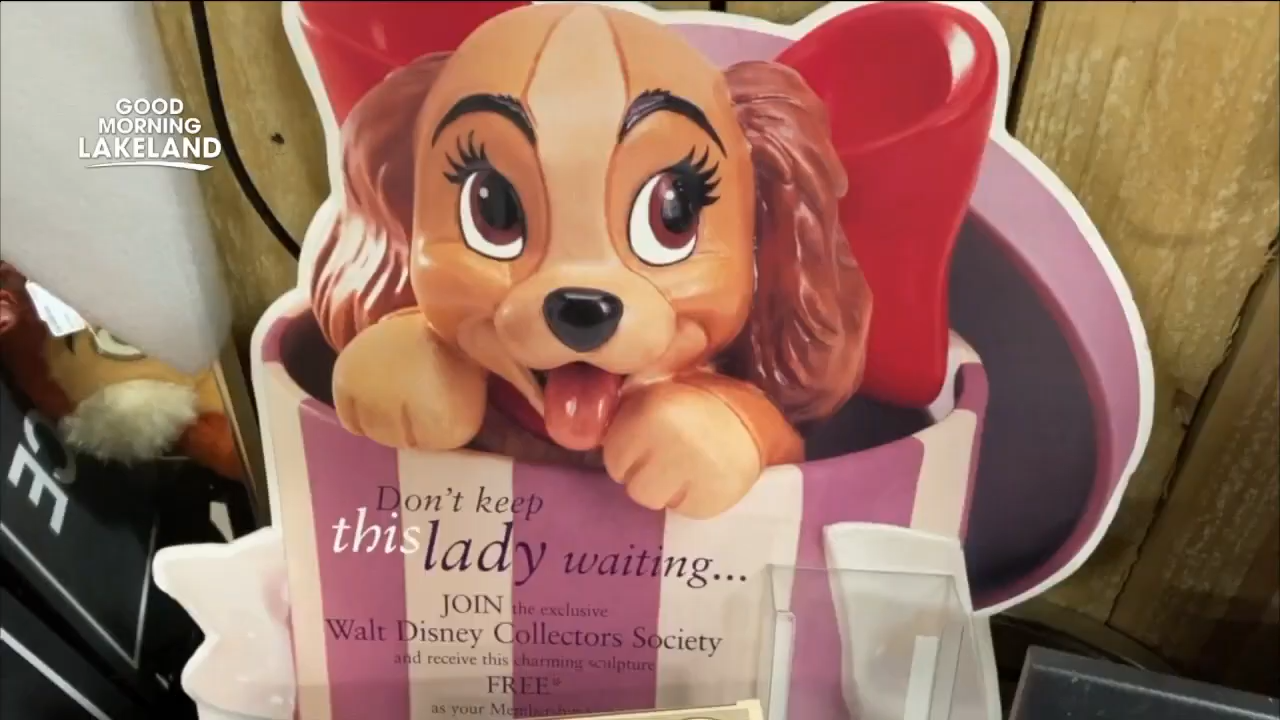 GOOD
MORNING
LAKELAND
Don't keep
this lady waiting...
JOIN the exclusive
Walt Disney Collectors Society
and receive this charming sculpture
FREE*
as your
CE